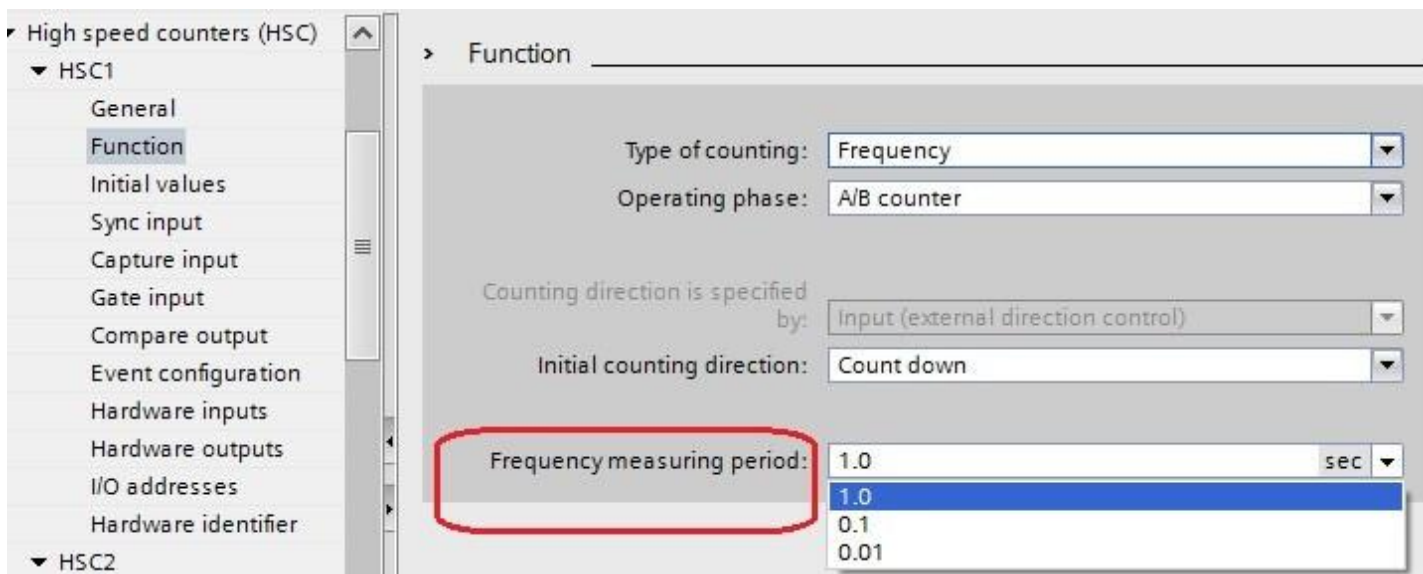 High speed counters (HSC)
HSC1
General
Function
Initial values
Sync input
Capture input
Gate input
Compare output
Event configuration
Hardware inputs
Hardware outputs
I/O addresses
Hardware identifier
HSC2
Function
Type of counting: Frequency
Operating phase: A/B counter
Counting direction is specified
by: Input (external direction control)
Initial counting direction: Count down
Frequency measuring period: 1.0 sec
1.0
0.1
0.01